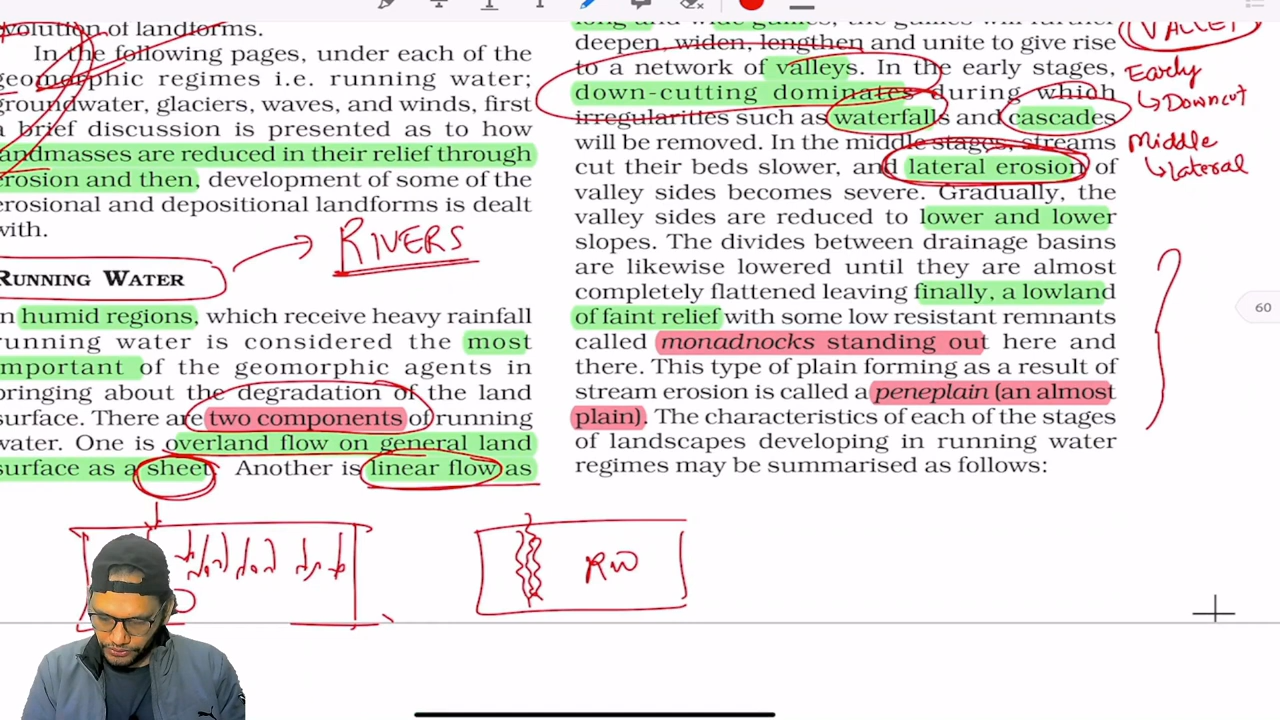 volution of landforms.
In the following pages, under each of the
geomorphic regimes i.e. running water;
groundwater, glaciers, waves, and winds, first
a brief discussion is presented as to how
landmasses are reduced in their relief through
erosion and then, development of some of the
erosional and depositional landforms is dealt
with.
RIVERS
RUNNING WATER
n humid regions, which receive heavy rainfall
running water is considered the most
mportant of the geomorphic agents in
bringing about the degradation of the land
surface. There are two components of running
water. One is overland flow on general land
surface as a sheet. Another is linear flow as
long and wide gullies, the gullies will further
deepen, widen, lengthen and unite to give rise
to a network of valleys. In the early stages,
down-cutting dominates during which
irregularities such as waterfalls and cascades
will be removed. In the middle stages, streams
cut their beds slower, and lateral erosion of
valley sides becomes severe. Gradually, the
valley sides are reduced to lower and lower
slopes. The divides between drainage basins
are likewise lowered until they are almost
completely flattened leaving finally, a lowland
of faint relief with some low resistant remnants
called monadnocks standing out here and
there. This type of plain forming as a result of
stream erosion is called a peneplain (an almost
plain). The characteristics of each of the stages
of landscapes developing in running water
regimes may be summarised as follows:
VALLEY
Early
Downcut
Middle
Lateral
60
RW